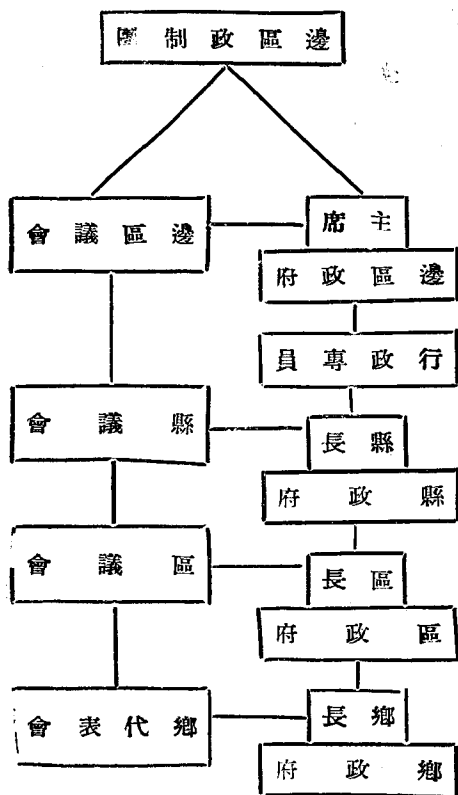 邊區政制圖
主席
邊區議會
邊區政府
行政專員
縣長
縣議會
縣政府
區長
區議會
區政府
鄉長
鄉代表會
鄉政府